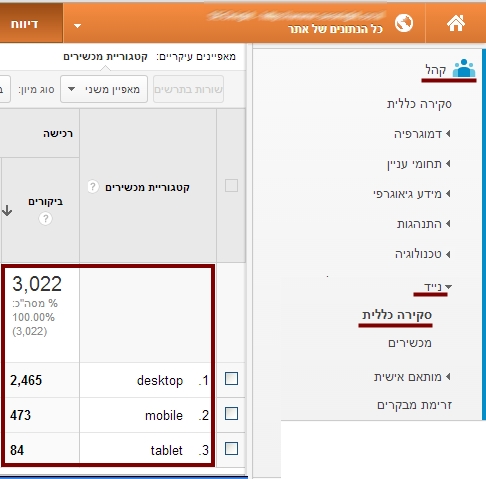 כל הנתונים של אתר
דיווח
קהל
סקירה כללית
דמוגרפיה
תחומי עניין
מידע גיאוגרפי
התנהגות
טכנולוגיה
נייד
סקירה כללית
מכשירים
מותאם אישית
זרימת מבקרים
מאפיינים עיקריים: קטגוריית מכשירים
שורות בתרשים
מאפיין משני
סוג מיון:
רכישה
קטגוריית מכשירים ?
ביקורים
?
3,022
% מסה"כ:
100.00%
(3,022)
1. desktop 2,465
2. mobile 473
3. tablet 84